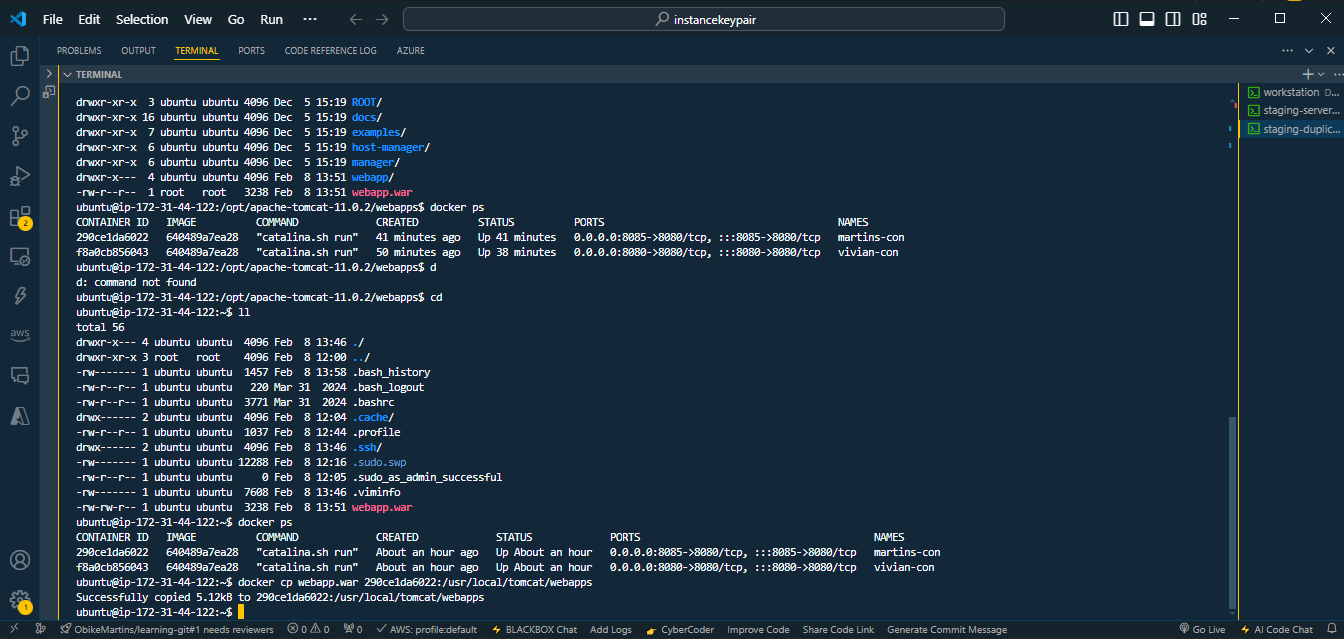 File Edit Selection View Go Run ··· instancekeypair
PROBLEMS OUTPUT TERMINAL PORTS CODE REFERENCE LOG AZURE
TERMINAL
drwxr-xr-x  3 ubuntu ubuntu 4096 Dec  5 15:19 ROOT/
drwxr-xr-x 16 ubuntu ubuntu 4096 Dec  5 15:19 docs/
drwxr-xr-x  7 ubuntu ubuntu 4096 Dec  5 15:19 examples/
drwxr-xr-x  6 ubuntu ubuntu 4096 Dec  5 15:19 host-manager/
drwxr-xr-x  6 ubuntu ubuntu 4096 Dec  5 15:19 manager/
drwxr-x---  4 ubuntu ubuntu 4096 Feb  8 13:51 webapp/
-rw-r--r--  1 root   root   3238 Feb  8 13:51 webapp.war
ubuntu@ip-172-31-44-122:/opt/apache-tomcat-11.0.2/webapps$ docker ps
CONTAINER ID   IMAGE          COMMAND             CREATED          STATUS          PORTS                                       NAMES
290ce1da6022   640489a7ea28   "catalina.sh run"   41 minutes ago   Up 41 minutes   0.0.0.0:8085->8080/tcp, :::8085->8080/tcp   martins-con
f8a0cb856043   640489a7ea28   "catalina.sh run"   50 minutes ago   Up 38 minutes   0.0.0.0:8080->8080/tcp, :::8080->8080/tcp   vivian-con
ubuntu@ip-172-31-44-122:/opt/apache-tomcat-11.0.2/webapps$ d
d: command not found
ubuntu@ip-172-31-44-122:/opt/apache-tomcat-11.0.2/webapps$ cd
ubuntu@ip-172-31-44-122:~$ ll
total 56
drwxr-x--- 4 ubuntu ubuntu  4096 Feb  8 13:46 ./
drwxr-xr-x 3 root   root    4096 Feb  8 12:00 ../
-rw------- 1 ubuntu ubuntu  1457 Feb  8 13:58 .bash_history
-rw-r--r-- 1 ubuntu ubuntu   220 Mar 31  2024 .bash_logout
-rw-r--r-- 1 ubuntu ubuntu  3771 Mar 31  2024 .bashrc
drwx------ 2 ubuntu ubuntu  4096 Feb  8 12:04 .cache/
-rw-r--r-- 1 ubuntu ubuntu  1037 Feb  8 12:44 .profile
drwx------ 2 ubuntu ubuntu  4096 Feb  8 13:46 .ssh/
-rw------- 1 ubuntu ubuntu 12288 Feb  8 12:16 .sudo.swp
-rw-r--r-- 1 ubuntu ubuntu     0 Feb  8 12:05 .sudo_as_admin_successful
-rw------- 1 ubuntu ubuntu  7608 Feb  8 13:46 .viminfo
-rw-rw-r-- 1 ubuntu ubuntu  3238 Feb  8 13:51 webapp.war
ubuntu@ip-172-31-44-122:~$ docker ps
CONTAINER ID   IMAGE          COMMAND             CREATED             STATUS             PORTS                                       NAMES
290ce1da6022   640489a7ea28   "catalina.sh run"   About an hour ago   Up About an hour   0.0.0.0:8085->8080/tcp, :::8085->8080/tcp   martins-con
f8a0cb856043   640489a7ea28   "catalina.sh run"   About an hour ago   Up About an hour   0.0.0.0:8080->8080/tcp, :::8080->8080/tcp   vivian-con
ubuntu@ip-172-31-44-122:~$ docker cp webapp.war 290ce1da6022:/usr/local/tomcat/webapps
Successfully copied 5.12kB to 290ce1da6022:/usr/local/tomcat/webapps
ubuntu@ip-172-31-44-122:~$
workstation D...
staging-server...
staging-duplic...
2
aws
1
ObikeMartins/learning-git#1 needs reviewers 0 0 0 AWS: profile:default BLACKBOX Chat Add Logs CyberCoder Improve Code Share Code Link Generate Commit Message Go Live AI Code Chat